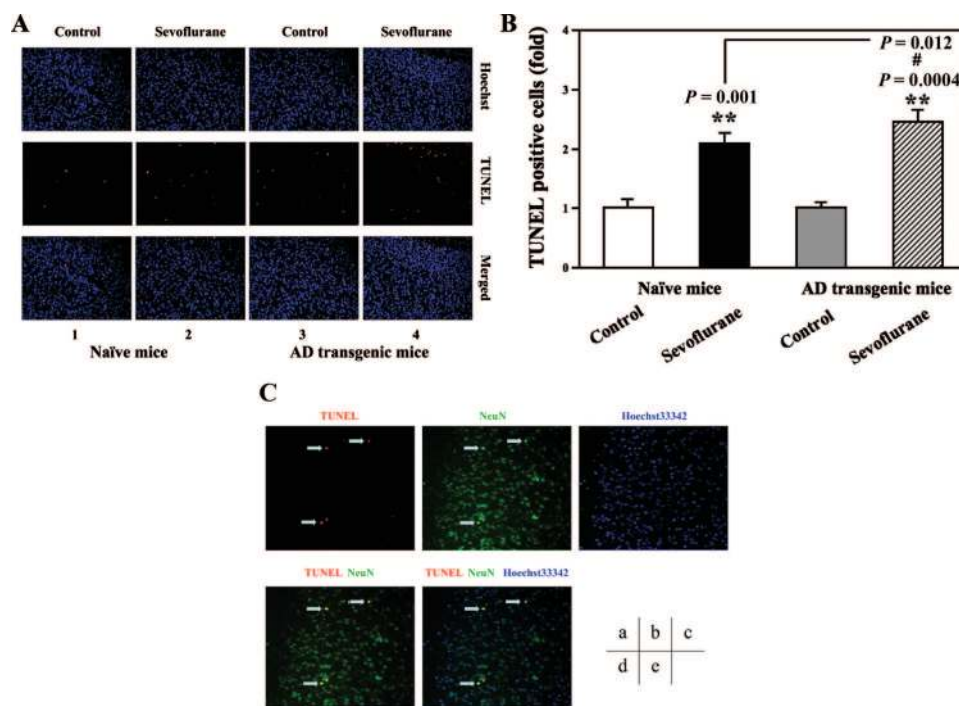 A
Control Sevoflurane Control Sevoflurane
Hoechst
TUNEL
Merged
1 2 3 4
Naïve mice AD transgenic mice
B
TUNEL positive cells (fold)
4
3
2
1
0
P = 0.001
**
P = 0.012
#
P = 0.0004
**
Naïve mice AD transgenic mice
Control Sevoflurane Control Sevoflurane
C
TUNEL NeuN Hoechst33342
TUNEL NeuN TUNEL NeuN Hoechst33342
a b c
d e